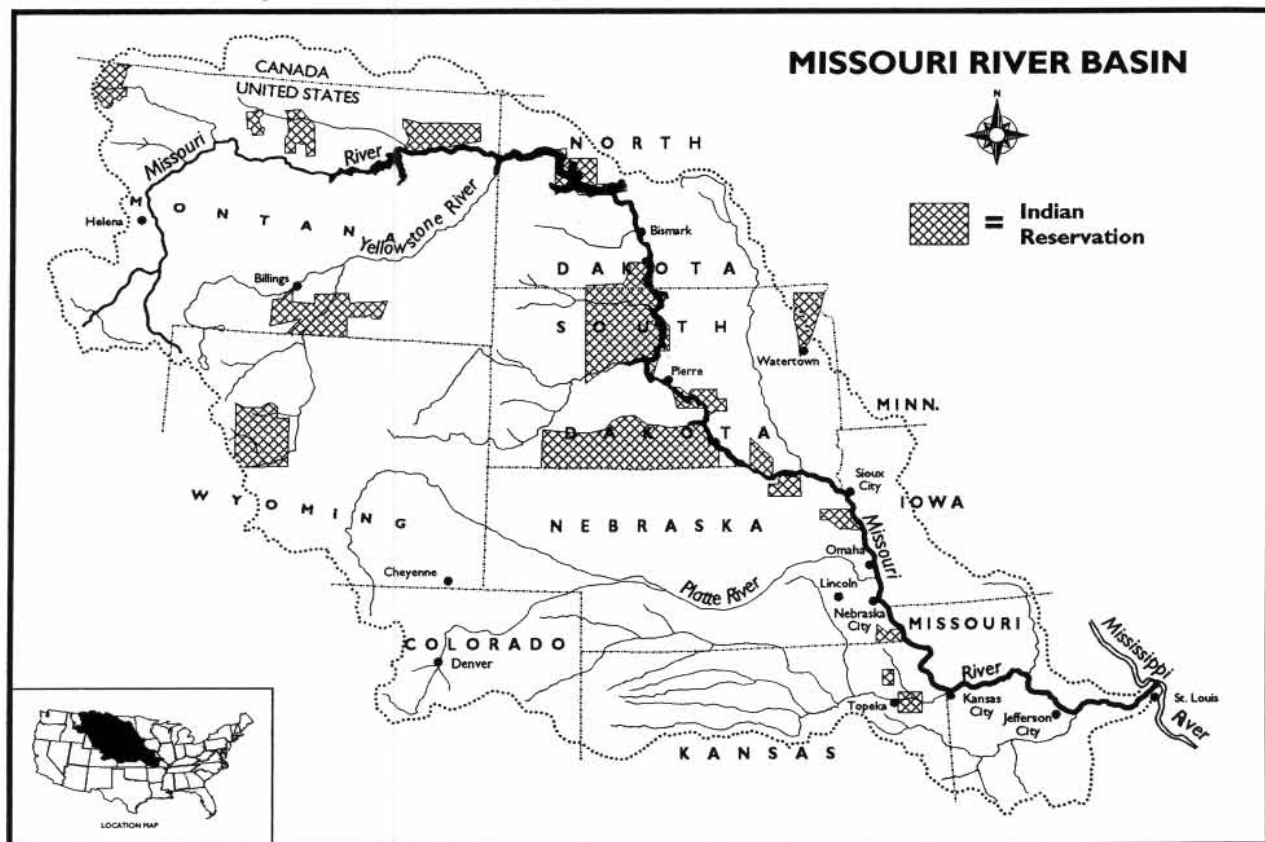 MISSOURI RIVER BASIN
N
= Indian
Reservation
CANADA
UNITED STATES
Missouri
River
NORTH
Helena
MONTANA
Yellowstone River
Bismark
Billings
DAKOTA
SOUTH
Watertown
Pierre
MINN.
DAKOTA
Sioux
City
WYOMING
IOWA
NEBRASKA
Missouri
Omaha
Cheyenne
Platte River
Lincoln
Nebraska
City
MISSOURI
Mississippi
River
COLORADO
Denver
River
St. Louis
Topeka
Kansas
City
Jefferson
City
KANSAS
LOCATION MAP